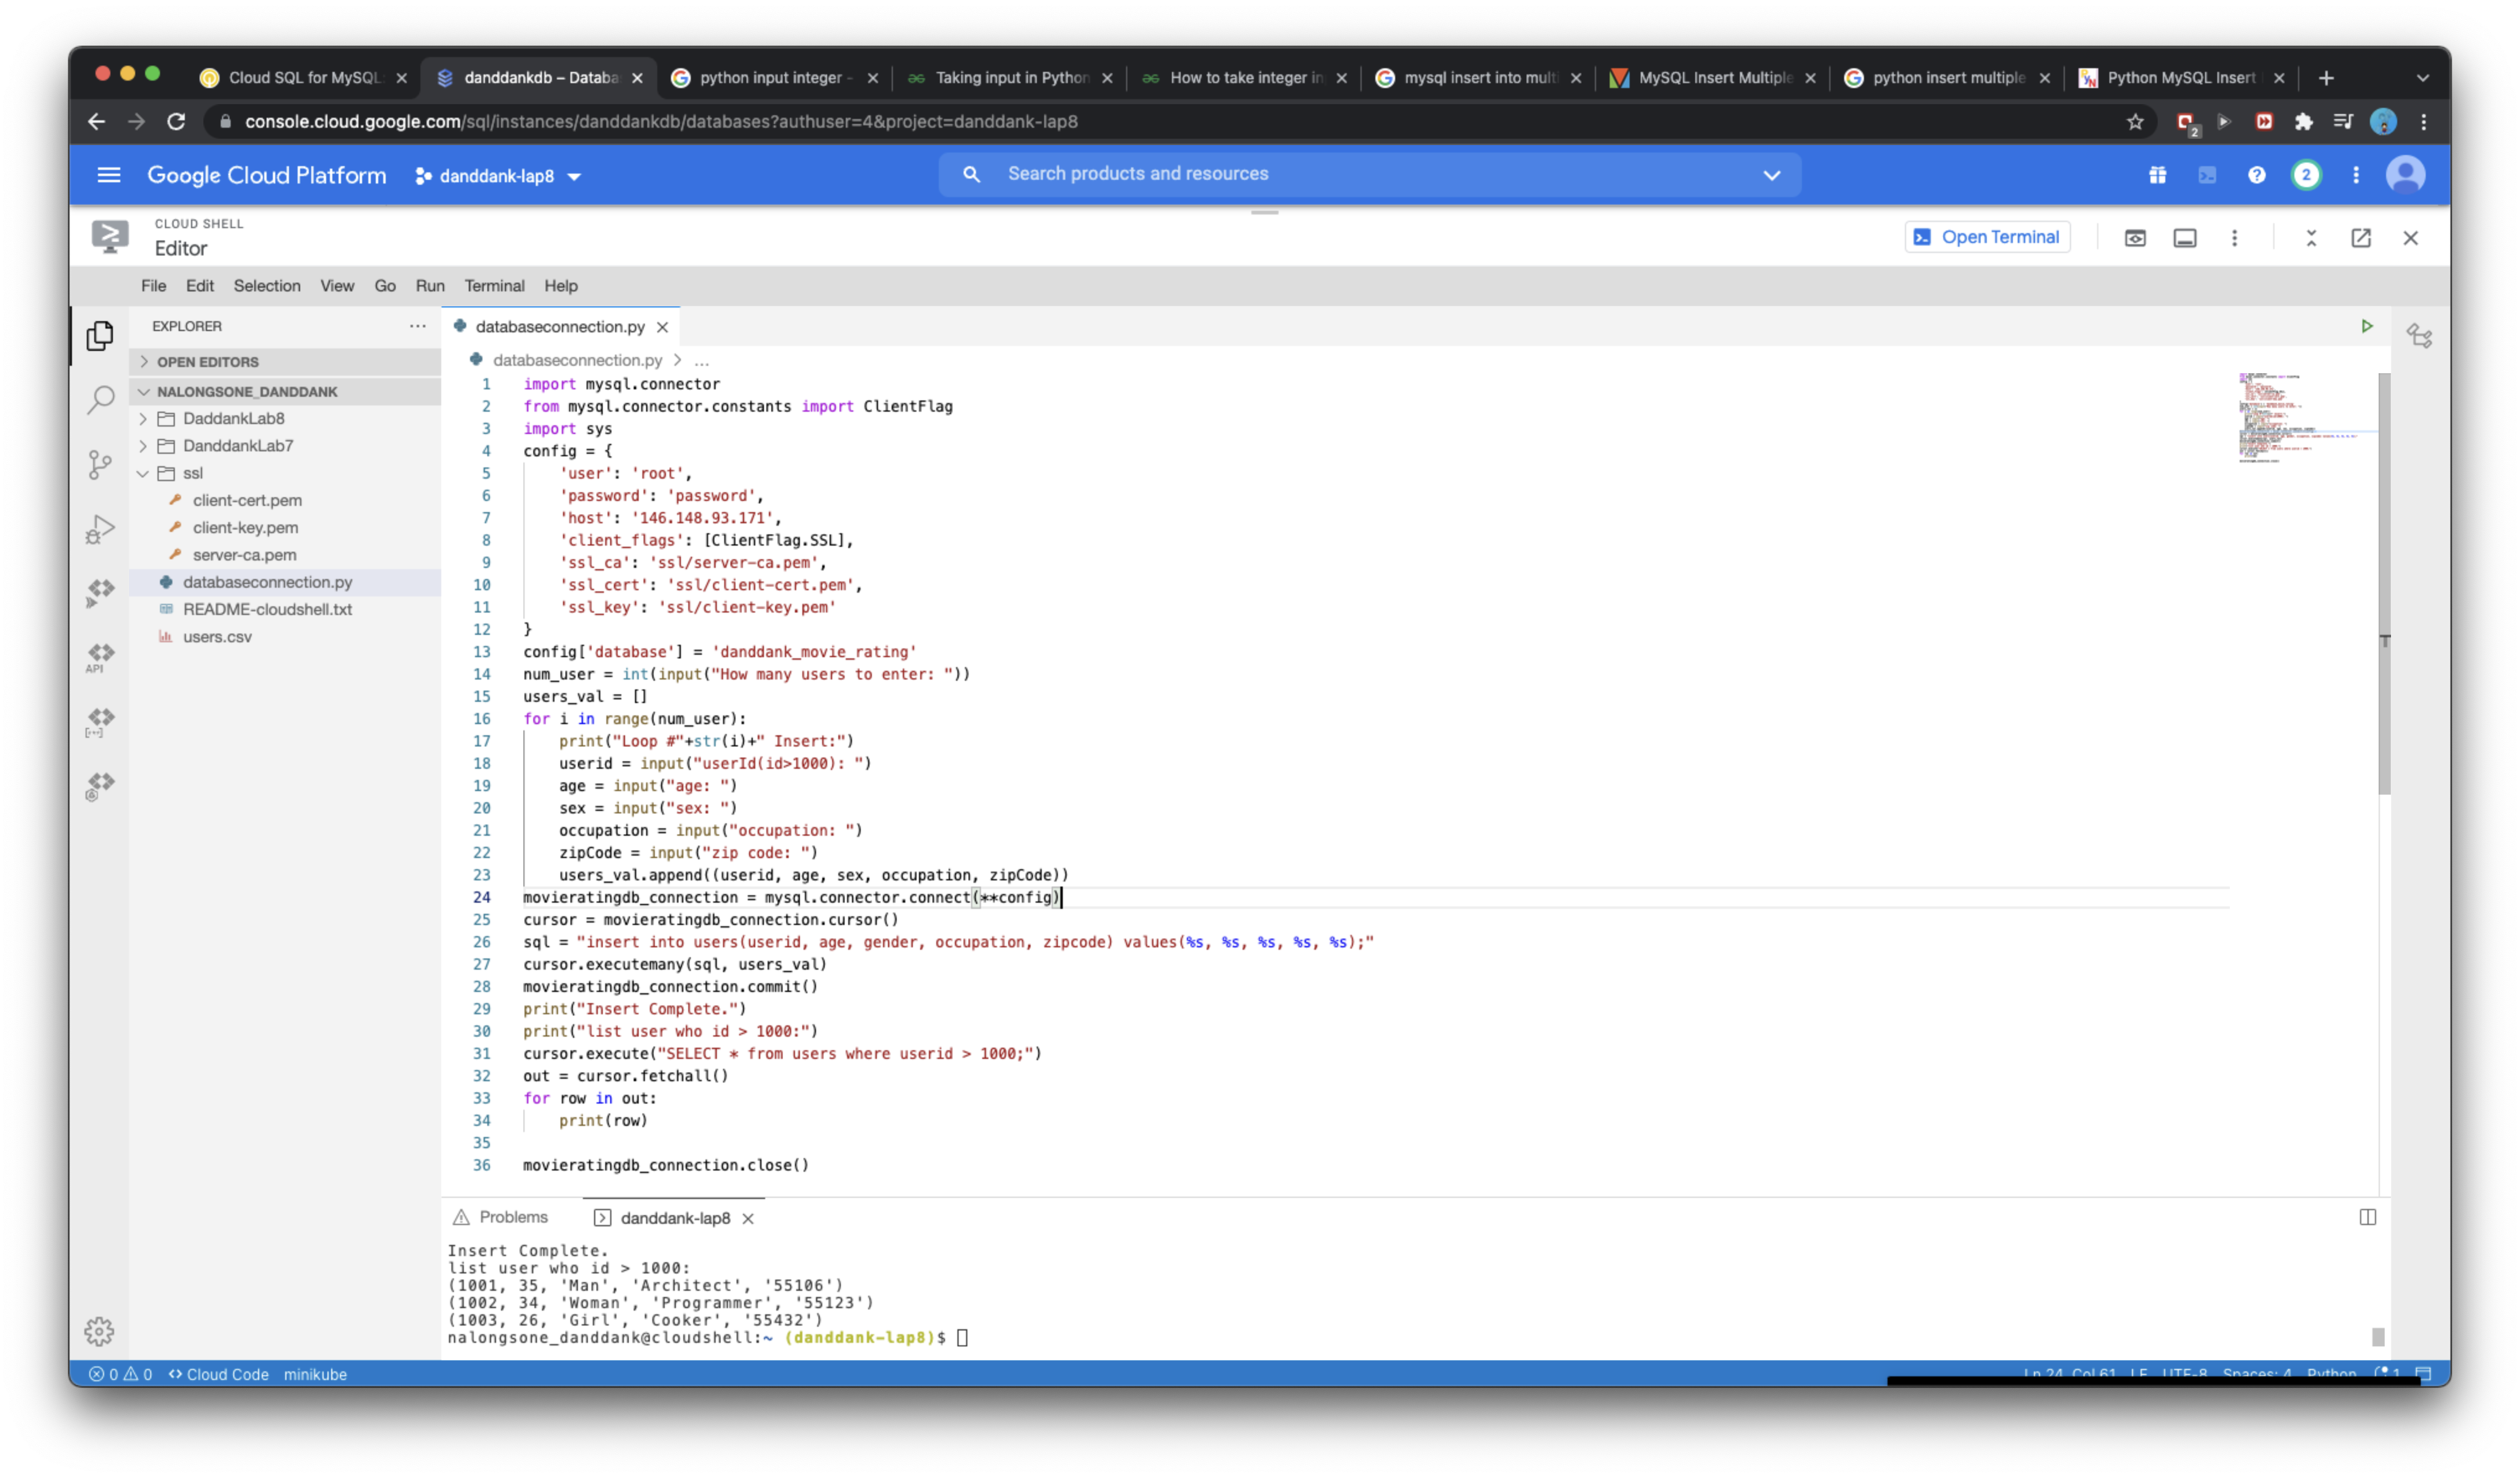 Cloud SQL for MySQL
danddankdb – Databa
python input integer -
Taking input in Python
How to take integer in
mysql insert into multi
MySQL Insert Multiple
python insert multiple
Python MySQL Insert
console.cloud.google.com/sql/instances/danddankdb/databases?authuser=4&project=danddank-lap8
2
Google Cloud Platform
danddank-lap8
Search products and resources
2
CLOUD SHELL
Editor
Open Terminal
File Edit Selection View Go Run Terminal Help
EXPLORER
OPEN EDITORS
NALONGSONE_DANDDANK
DaddankLab8
DanddankLab7
ssl
client-cert.pem
client-key.pem
server-ca.pem
databaseconnection.py
README-cloudshell.txt
users.csv
API
databaseconnection.py
databaseconnection.py > ...
1 import mysql.connector
2 from mysql.connector.constants import ClientFlag
3 import sys
4 config = {
5 'user': 'root',
6 'password': 'password',
7 'host': '146.148.93.171',
8 'client_flags': [ClientFlag.SSL],
9 'ssl_ca': 'ssl/server-ca.pem',
10 'ssl_cert': 'ssl/client-cert.pem',
11 'ssl_key': 'ssl/client-key.pem'
12 }
13 config['database'] = 'danddank_movie_rating'
14 num_user = int(input("How many users to enter: "))
15 users_val = []
16 for i in range(num_user):
17 print("Loop #"+str(i)+" Insert:")
18 userid = input("userId(id>1000): ")
19 age = input("age: ")
20 sex = input("sex: ")
21 occupation = input("occupation: ")
22 zipCode = input("zip code: ")
23 users_val.append((userid, age, sex, occupation, zipCode))
24 movieratingdb_connection = mysql.connector.connect(**config)
25 cursor = movieratingdb_connection.cursor()
26 sql = "insert into users(userid, age, gender, occupation, zipcode) values(%s, %s, %s, %s, %s);"
27 cursor.executemany(sql, users_val)
28 movieratingdb_connection.commit()
29 print("Insert Complete.")
30 print("list user who id > 1000:")
31 cursor.execute("SELECT * from users where userid > 1000;")
32 out = cursor.fetchall()
33 for row in out:
34 print(row)
35
36 movieratingdb_connection.close()
Problems
danddank-lap8
Insert Complete.
list user who id > 1000:
(1001, 35, 'Man', 'Architect', '55106')
(1002, 34, 'Woman', 'Programmer', '55123')
(1003, 26, 'Girl', 'Cooker', '55432')
nalongsone_danddank@cloudshell:~ (danddank-lap8)$
0 0 Cloud Code minikube
Ln 24, Col 61 LF UTF-8 Spaces: 4 Python 1